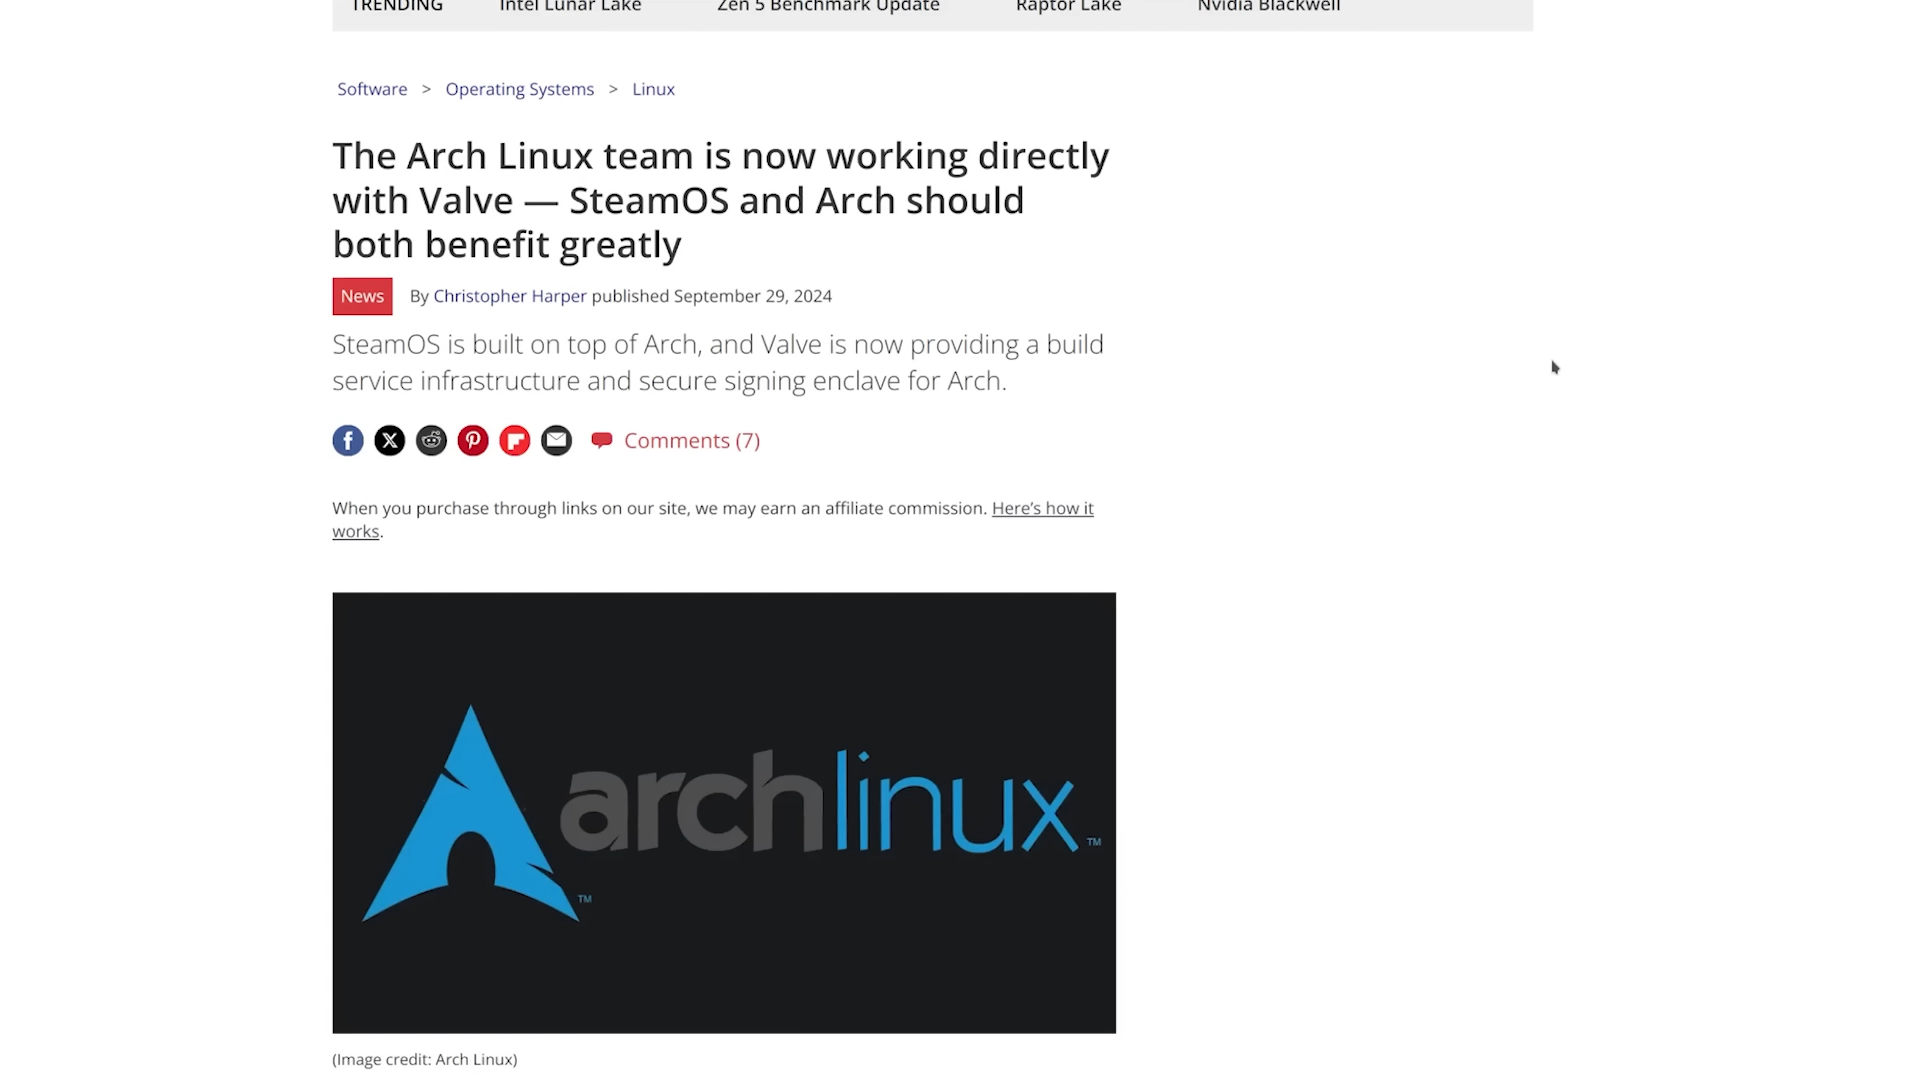 TRENDING Intel Lunar Lake Zen 5 Benchmark Update Raptor Lake Nvidia Blackwell
Software > Operating Systems > Linux
The Arch Linux team is now working directly
with Valve — SteamOS and Arch should
both benefit greatly
News By Christopher Harper published September 29, 2024
SteamOS is built on top of Arch, and Valve is now providing a build
service infrastructure and secure signing enclave for Arch.
Comments (7)
When you purchase through links on our site, we may earn an affiliate commission. Here’s how it
works.
archlinux™
™
(Image credit: Arch Linux)